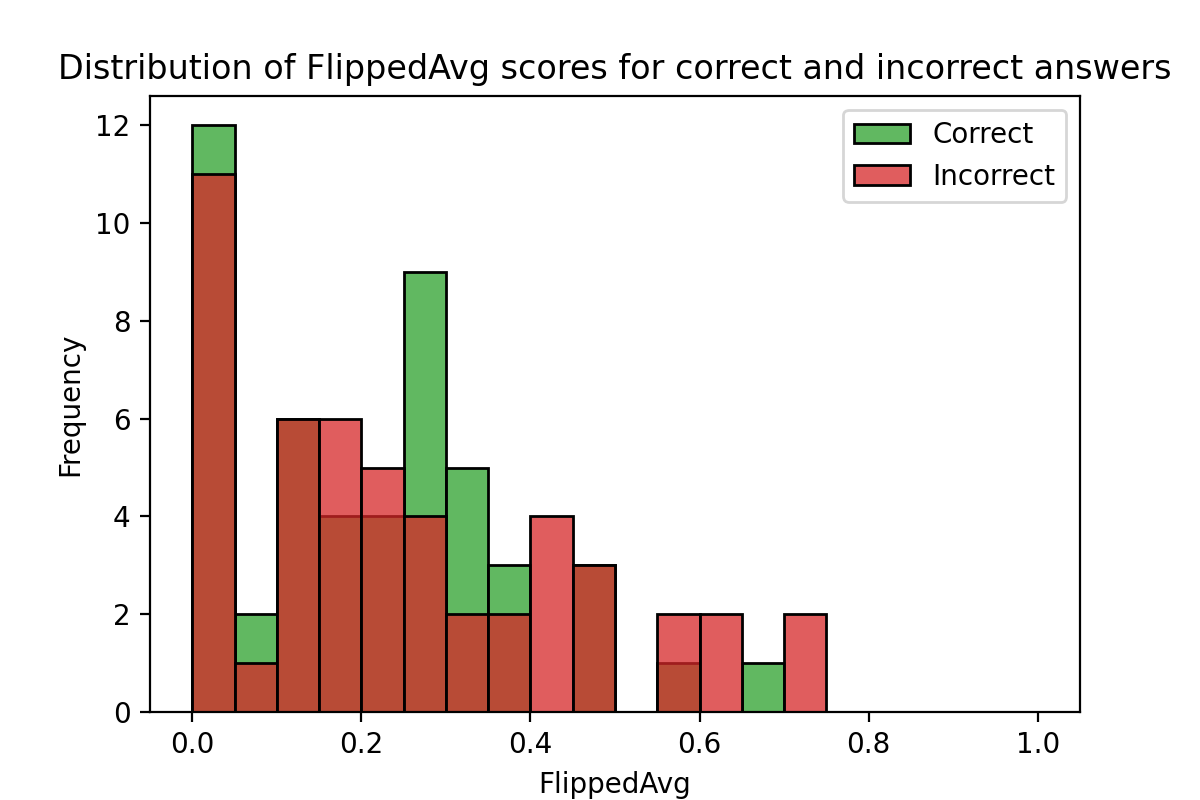 Distribution of FlippedAvg scores for correct and incorrect answers
Correct
Incorrect
12
10
8
6
4
2
0
Frequency
0.0 0.2 0.4 0.6 0.8 1.0
FlippedAvg